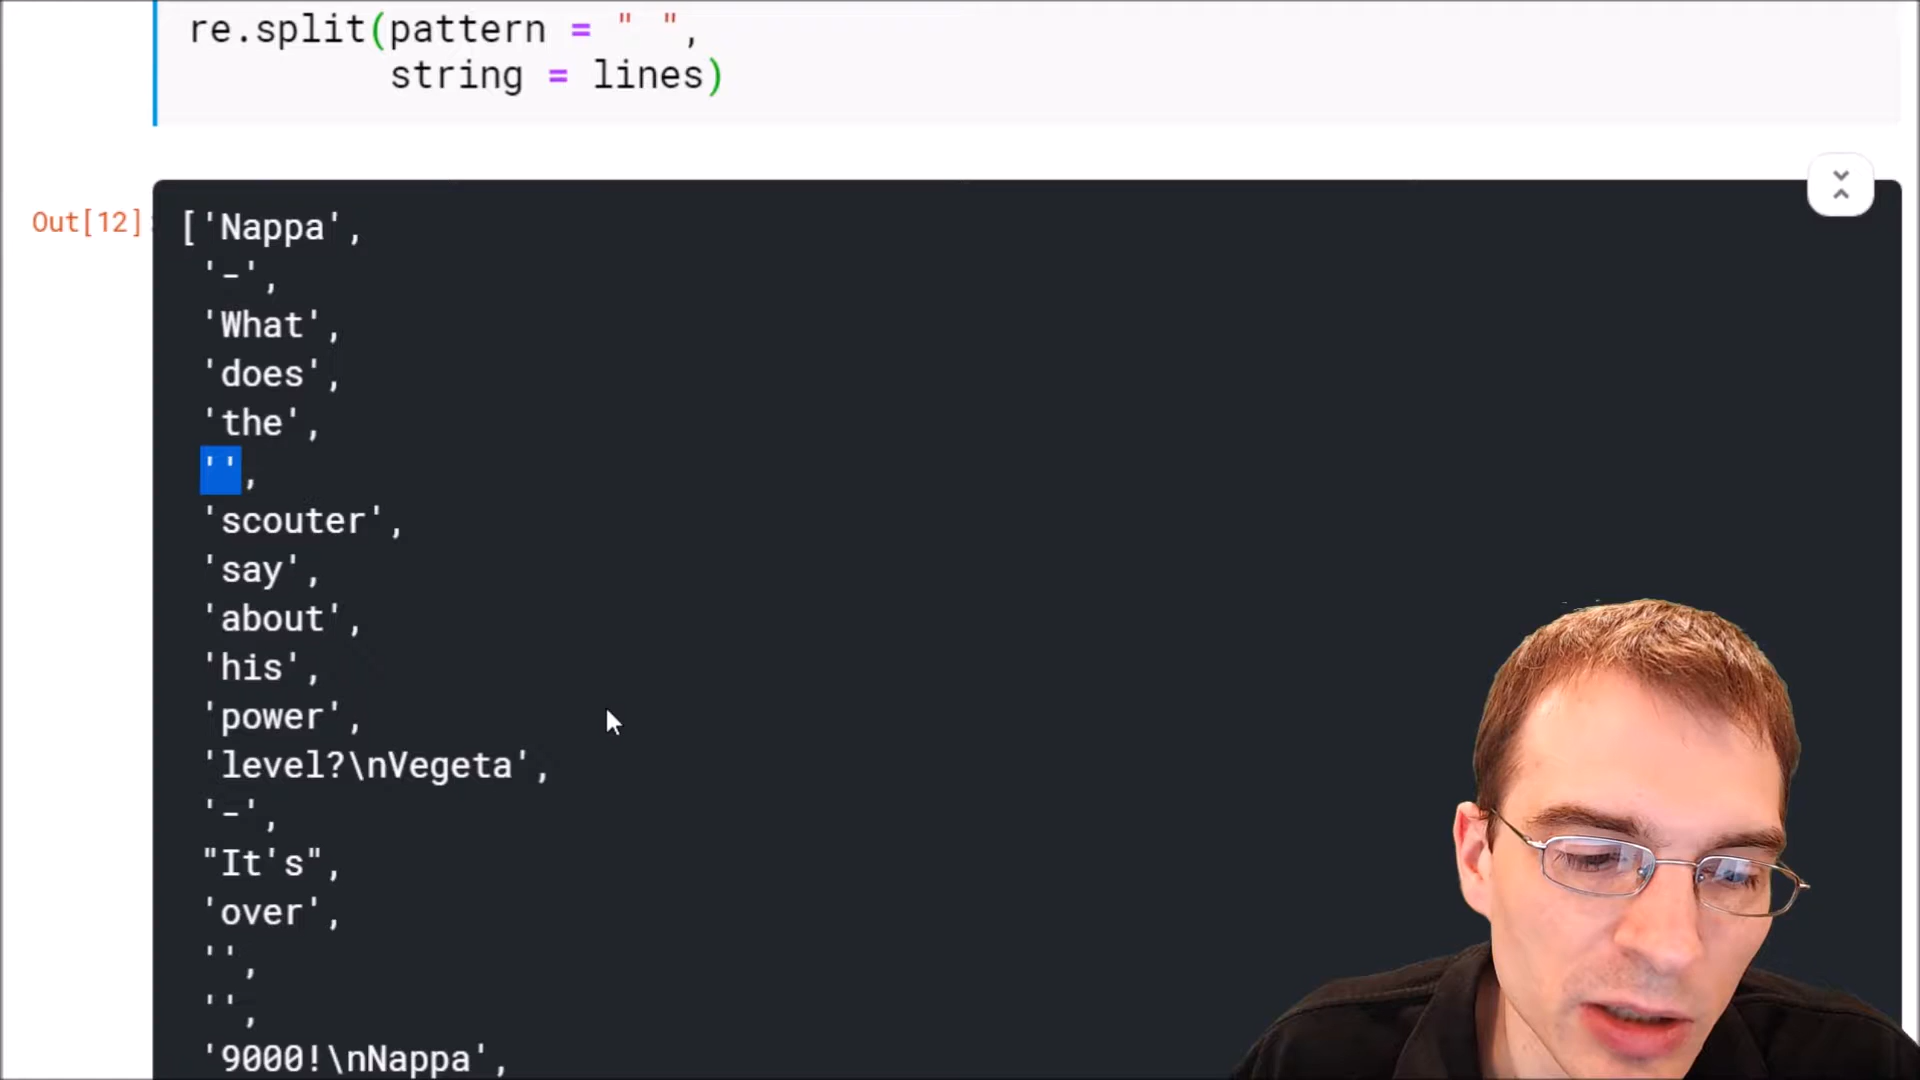 re.split(pattern = " ",
string = lines)
Out[12]:
['Nappa',
'-',
'What',
'does',
'the',
'',
'scouter',
'say',
'about',
'his',
'power',
'level?\nVegeta',
'-',
"It's",
'over',
'',
'',
'9000!\nNappa',